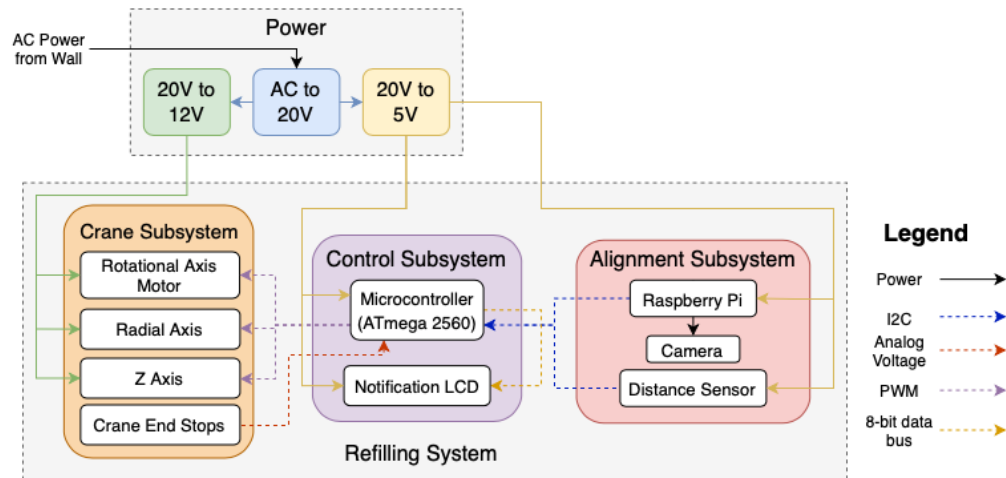 Power
AC Power
from Wall
20V to
12V
AC to
20V
20V to
5V
Crane Subsystem
Rotational Axis
Motor
Radial Axis
Z Axis
Crane End Stops
Control Subsystem
Microcontroller
(ATmega 2560)
Notification LCD
Alignment Subsystem
Raspberry Pi
Camera
Distance Sensor
Refilling System
Legend
Power
I2C
Analog
Voltage
PWM
8-bit data
bus